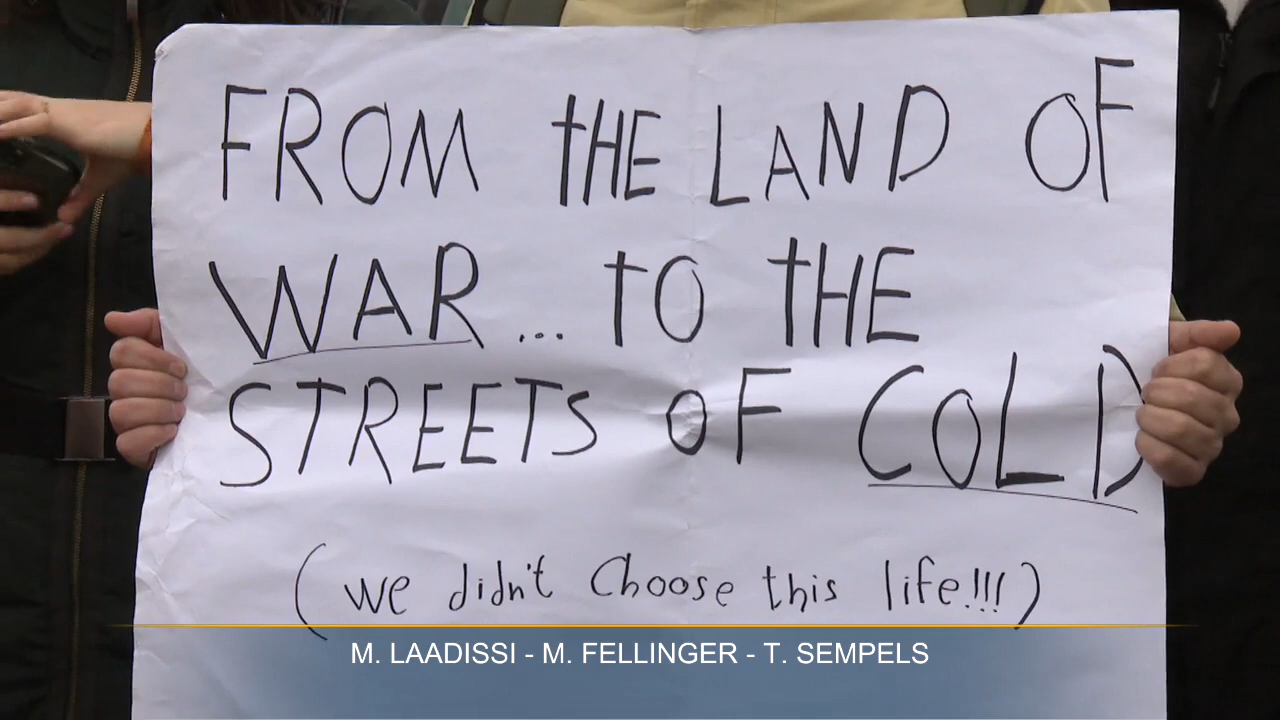 FROM tHE LAND OF
WAR... tO tHE
STREETS OF COLD
(we didn't Choose this life!!!)
M. LAADISSI - M. FELLINGER - T. SEMPELS